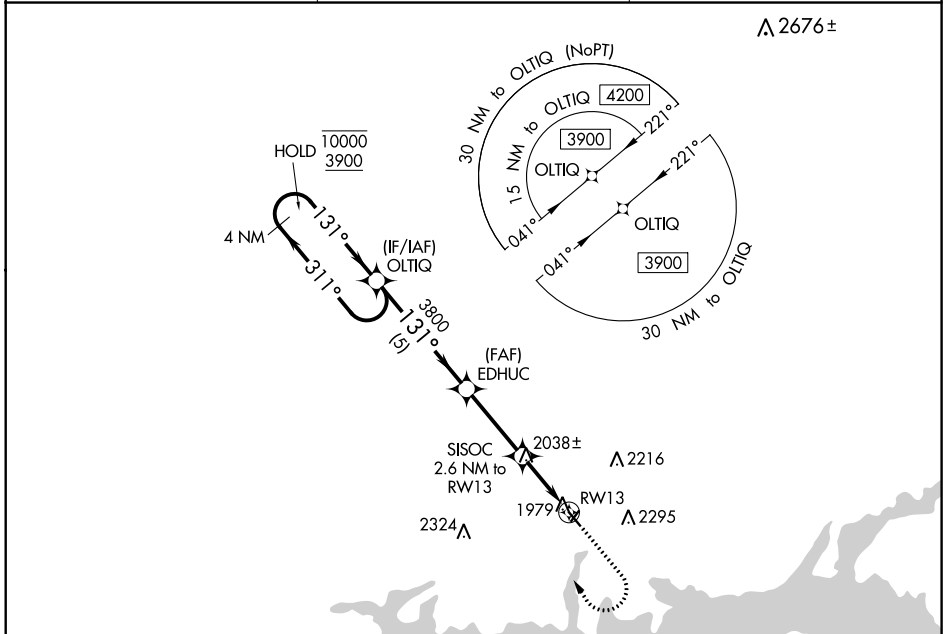 2676±
30 NM to OLTIQ (NoPT)
4200
15 NM to OLTIQ
3900
221°
OLTIQ
041°
221°
OLTIQ
041°
3900
30 NM to OLTIQ
HOLD
10000
3900
131°
4 NM
311°
(IF/IAF)
OLTIQ
3800
131°
(5)
(FAF)
EDHUC
SISOC
2.6 NM to
RW13
2038±
2216
1979
RW13
2295
2324